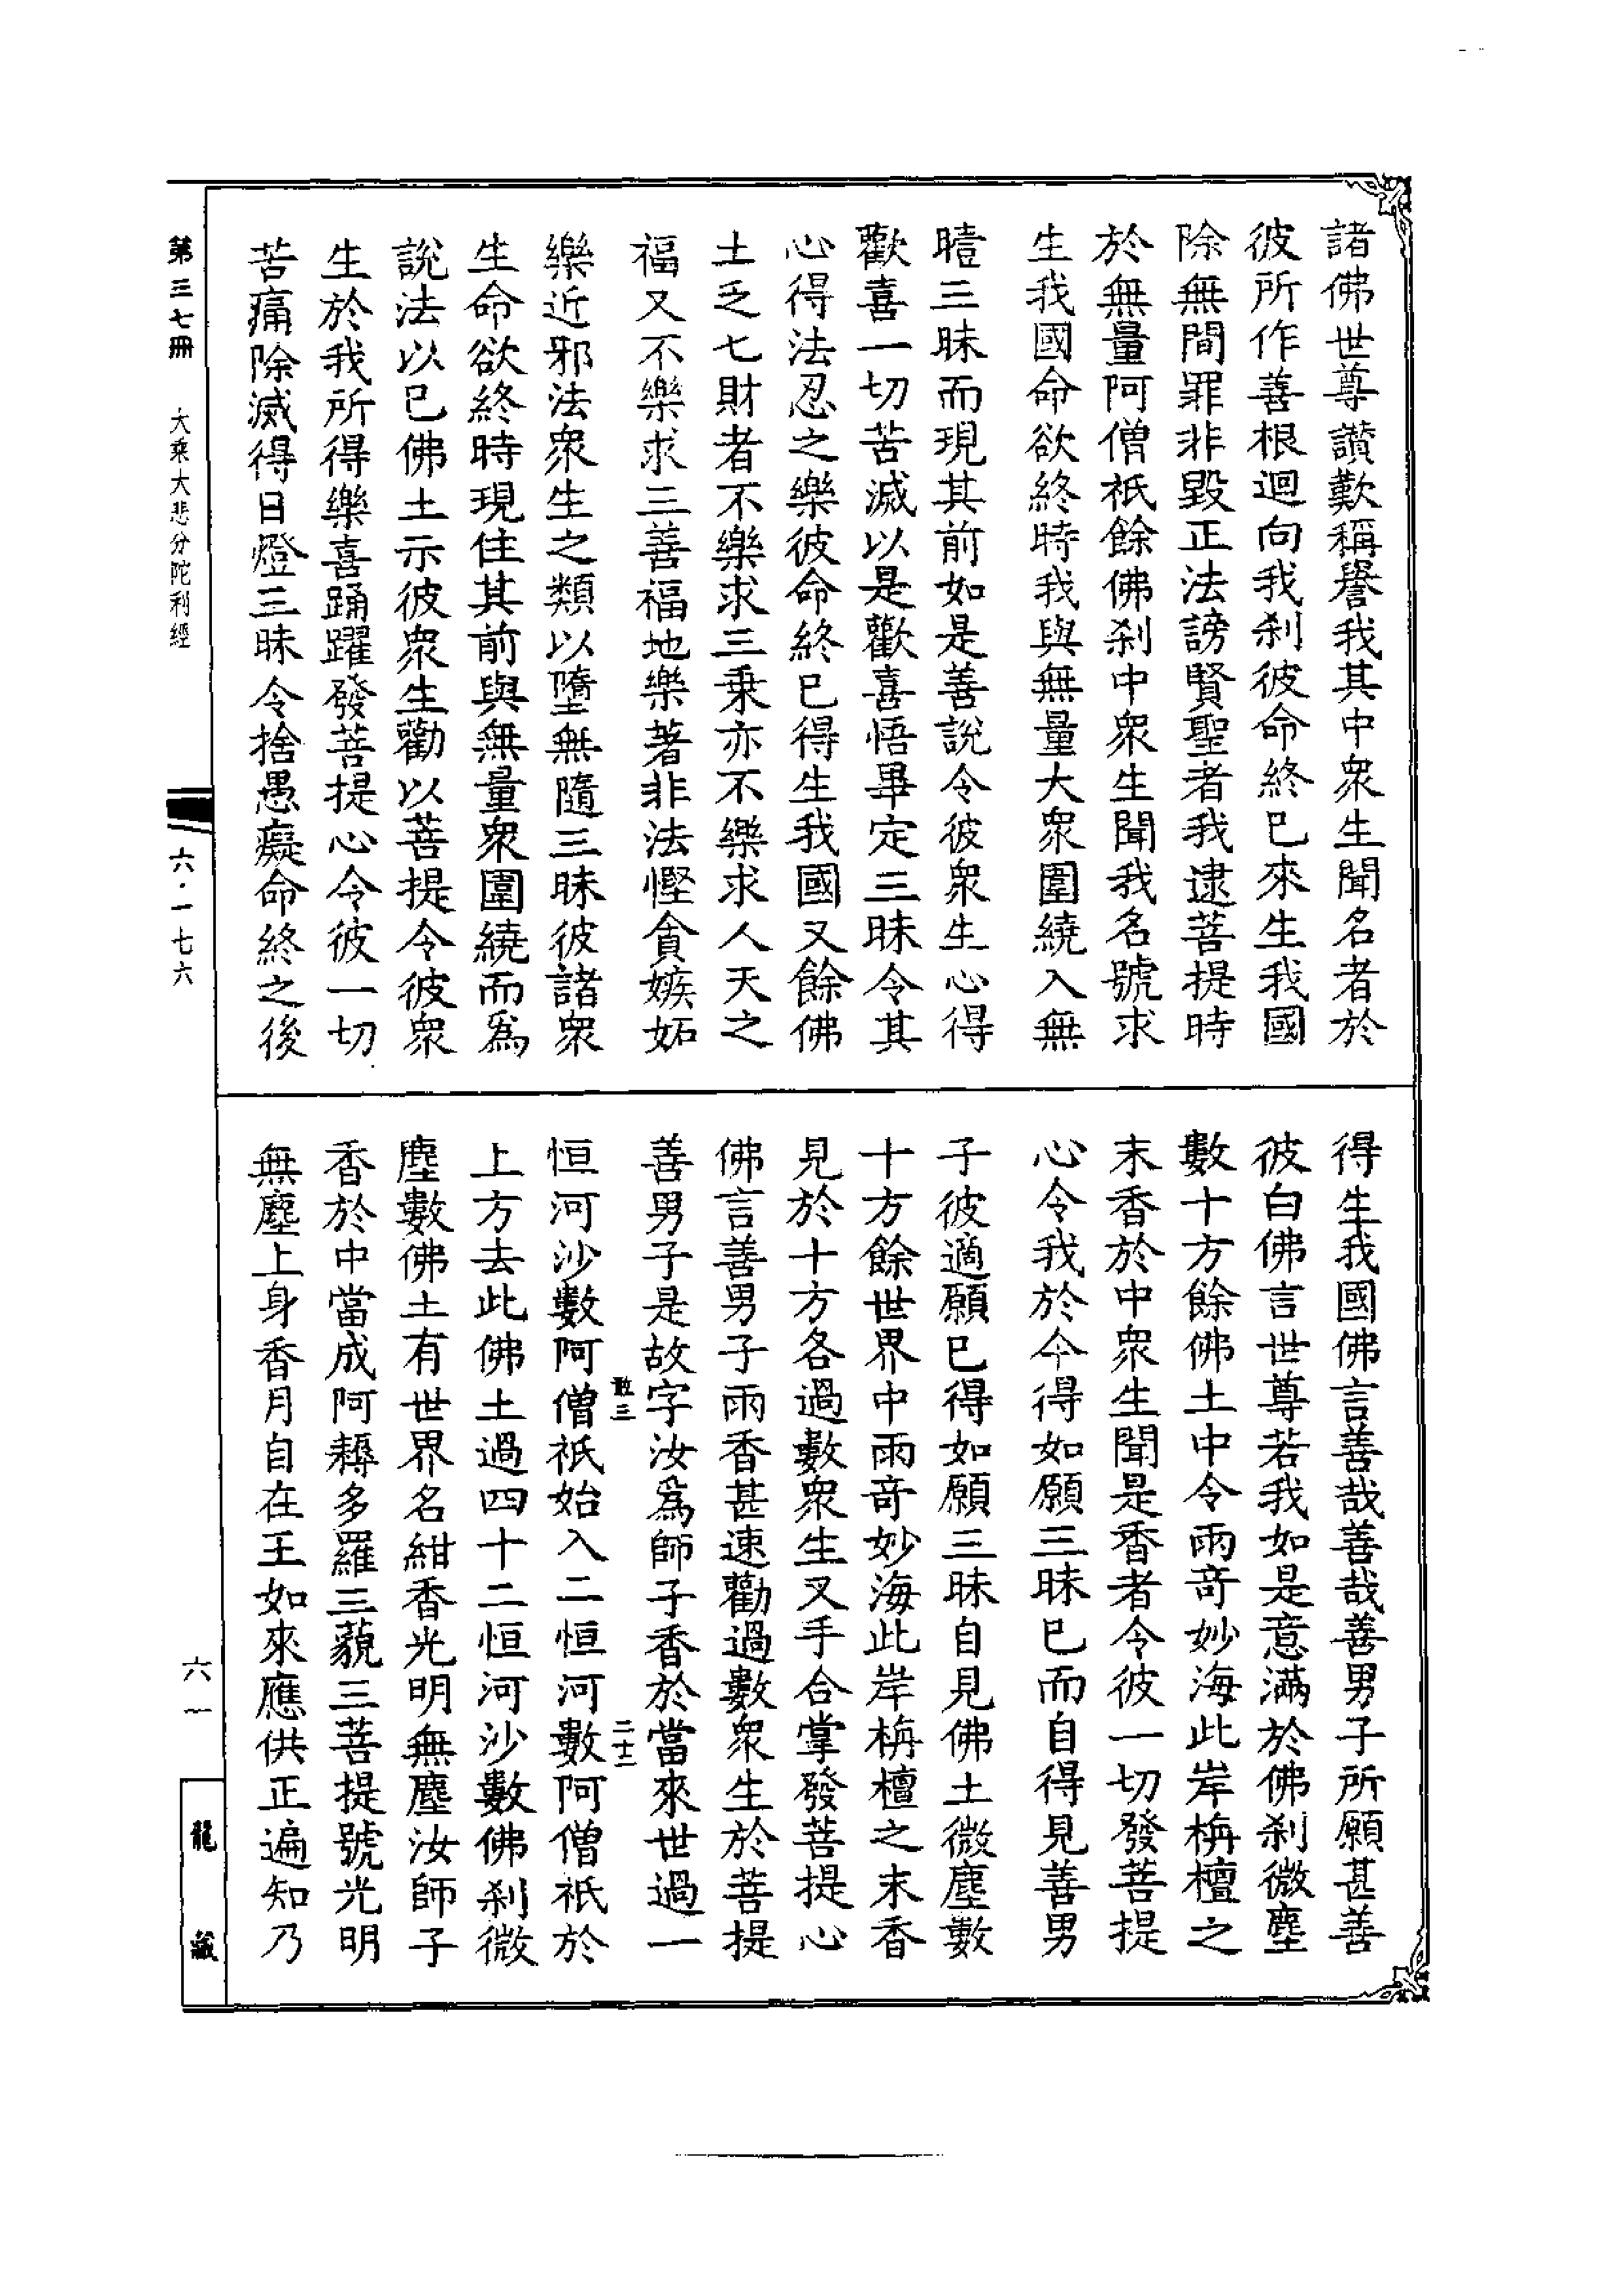 諸佛世尊讃歎稱譽我其中衆生聞名者於
彼所作善根迴向我刹彼命終已來生我國
除無間罪非毀正法謗賢聖者我逮菩提時
於無量阿僧祇餘佛刹中衆生聞我名號求
生我國命欲終時我與無量大衆圍繞入無
曀三昧而現其前如是善說令彼衆生心得
歡喜一切苦滅以是歡喜悟畢定三昧令其
心得法忍之樂彼命終已得生我國又餘佛
土乏七財者不樂求三乘亦不樂求人天之
福又不樂求三善福地樂著非法慳貪嫉妬
樂近邪法衆生之類以墮無隨三昧彼諸衆
生命欲終時現住其前與無量衆圍繞而爲
說法以已佛土示彼衆生勸以菩提令彼衆
生於我所得樂喜踊躍發菩提心令彼一切
苦痛除滅得日燈三昧令捨愚癡命終之後
得生我國佛言善哉善哉善男子所願甚善
彼白佛言世尊若我如是意滿於佛刹微塵
數十方餘佛土中令雨奇妙海此岸栴檀之
末香於中衆生聞是香者令彼一切發菩提
心令我於今得如願三昧已而自得見善男
子彼適願已得如願三昧自見佛土微塵數
十方餘世界中雨奇妙海此岸栴檀之末香
見於十方各過數衆生叉手合掌發菩提心
佛言善男子雨香甚速勸過數衆生於菩提
善男子是故字汝爲師子香於當來世過一
敢三
二十二
恒河沙數阿僧祇始入二恒河數阿僧祇於
上方去此佛土過四十二恒河沙數佛刹微
塵數佛土有世界名紺香光明無塵汝師子
香於中當成阿耨多羅三藐三菩提號光明
無塵上身香月自在王如來應供正遍知乃
第三七冊
大乘大悲分陀利經
六·一七六
六一
龍藏